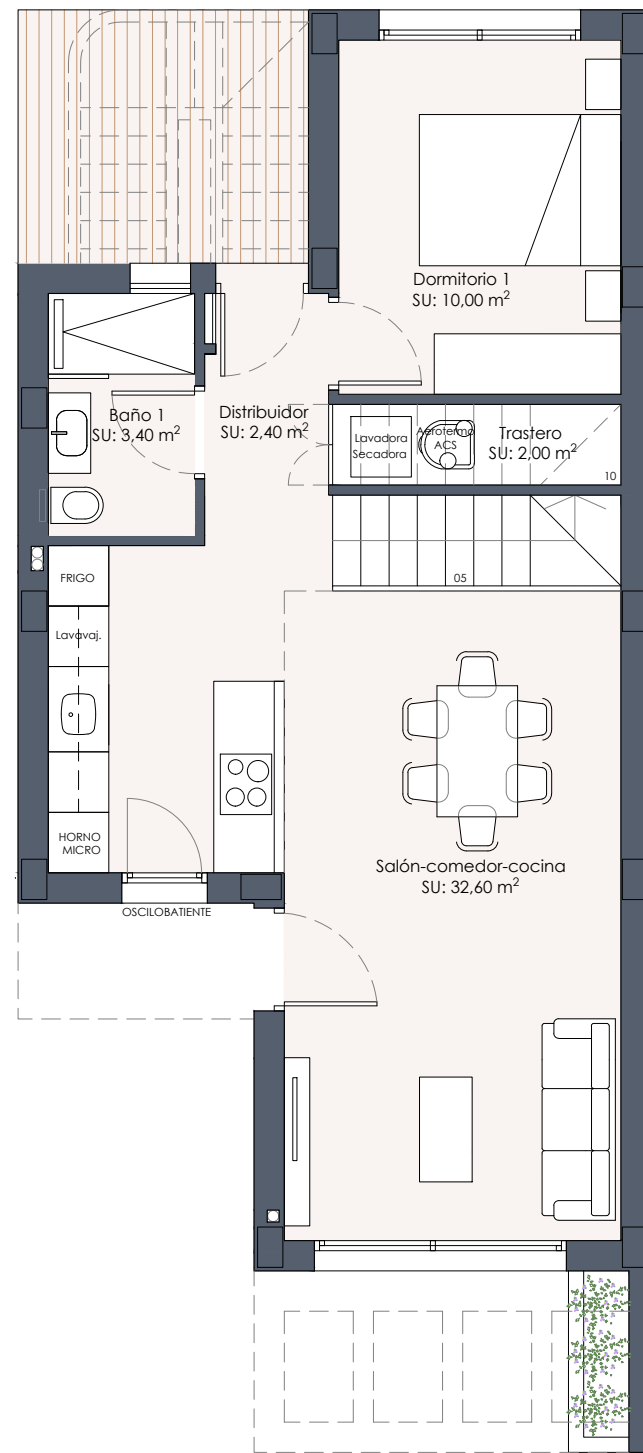 Dormitorio 1
SU: 10,00 m²
Baño 1
SU: 3,40 m²
Distribuidor
SU: 2,40 m²
Lavadora
Secadora
Aerotermo
ACS
Trastero
SU: 2,00 m²
10
05
FRIGO
Lavavaj.
HORNO
MICRO
OSCILOBATIENTE
Salón-comedor-cocina
SU: 32,60 m²